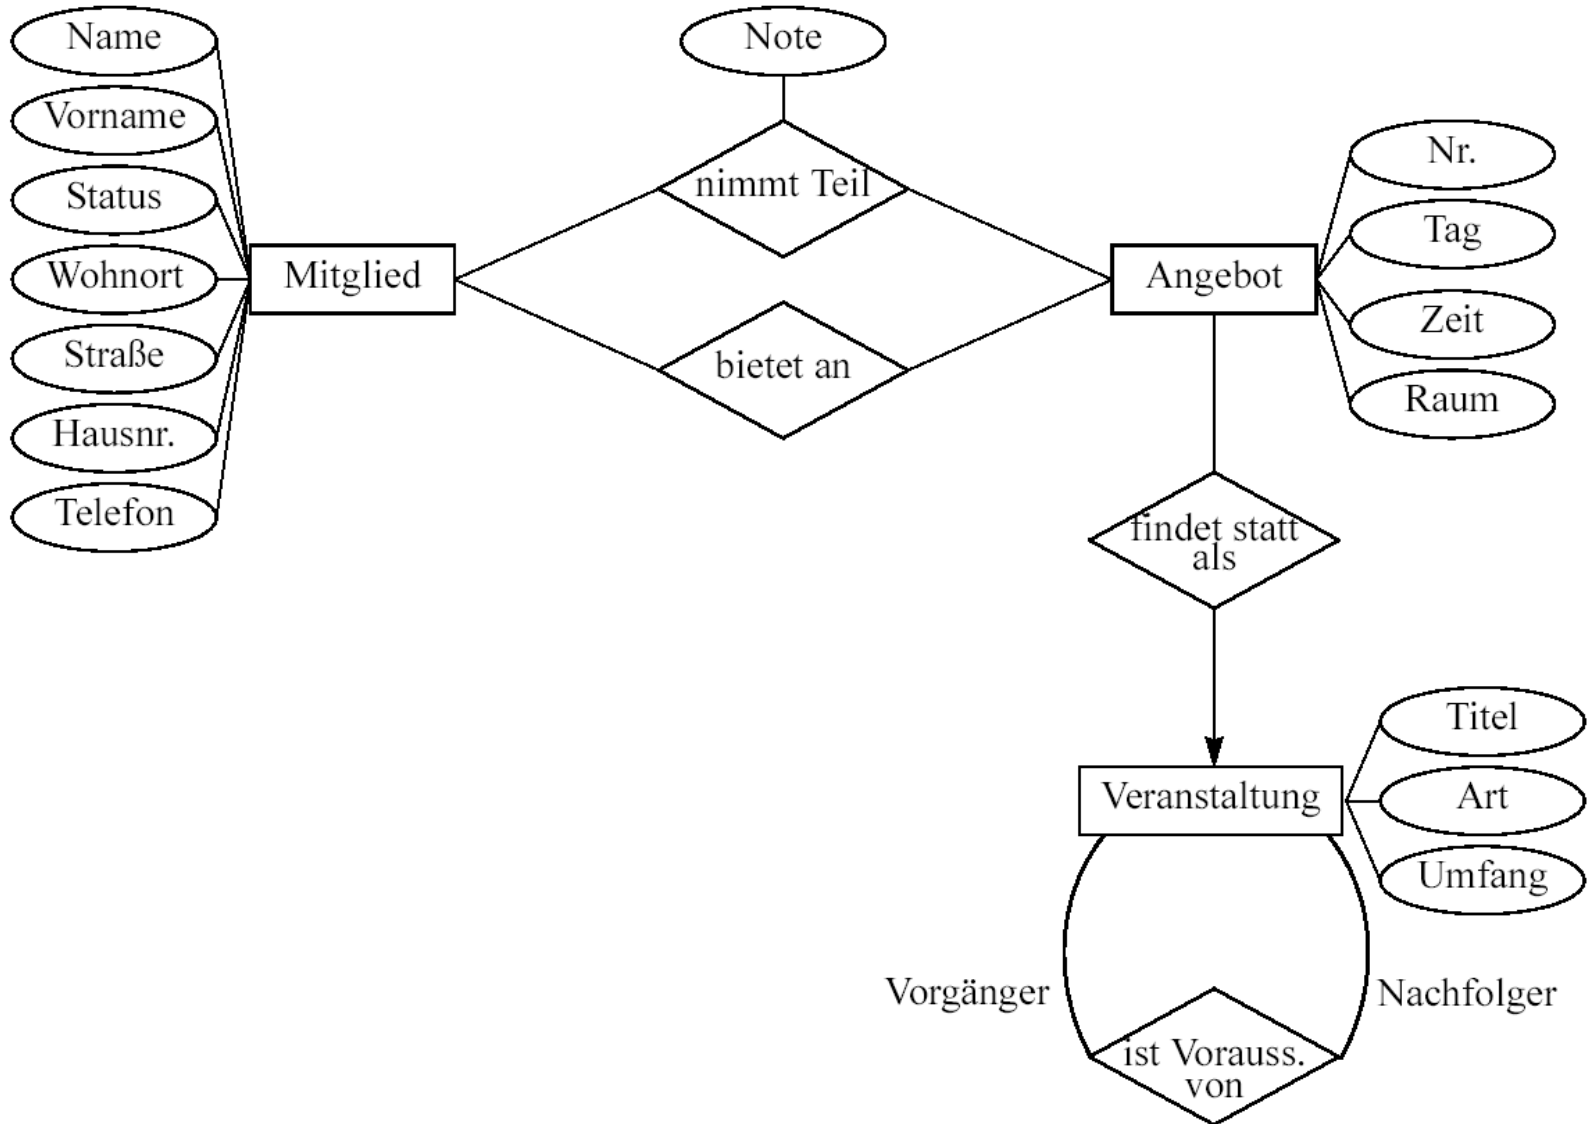 Name
Vorname
Status
Wohnort
Straße
Hausnr.
Telefon
Mitglied
Note
nimmt Teil
bietet an
Angebot
Nr.
Tag
Zeit
Raum
findet statt
als
Veranstaltung
Titel
Art
Umfang
Vorgänger
Nachfolger
ist Vorauss.
von